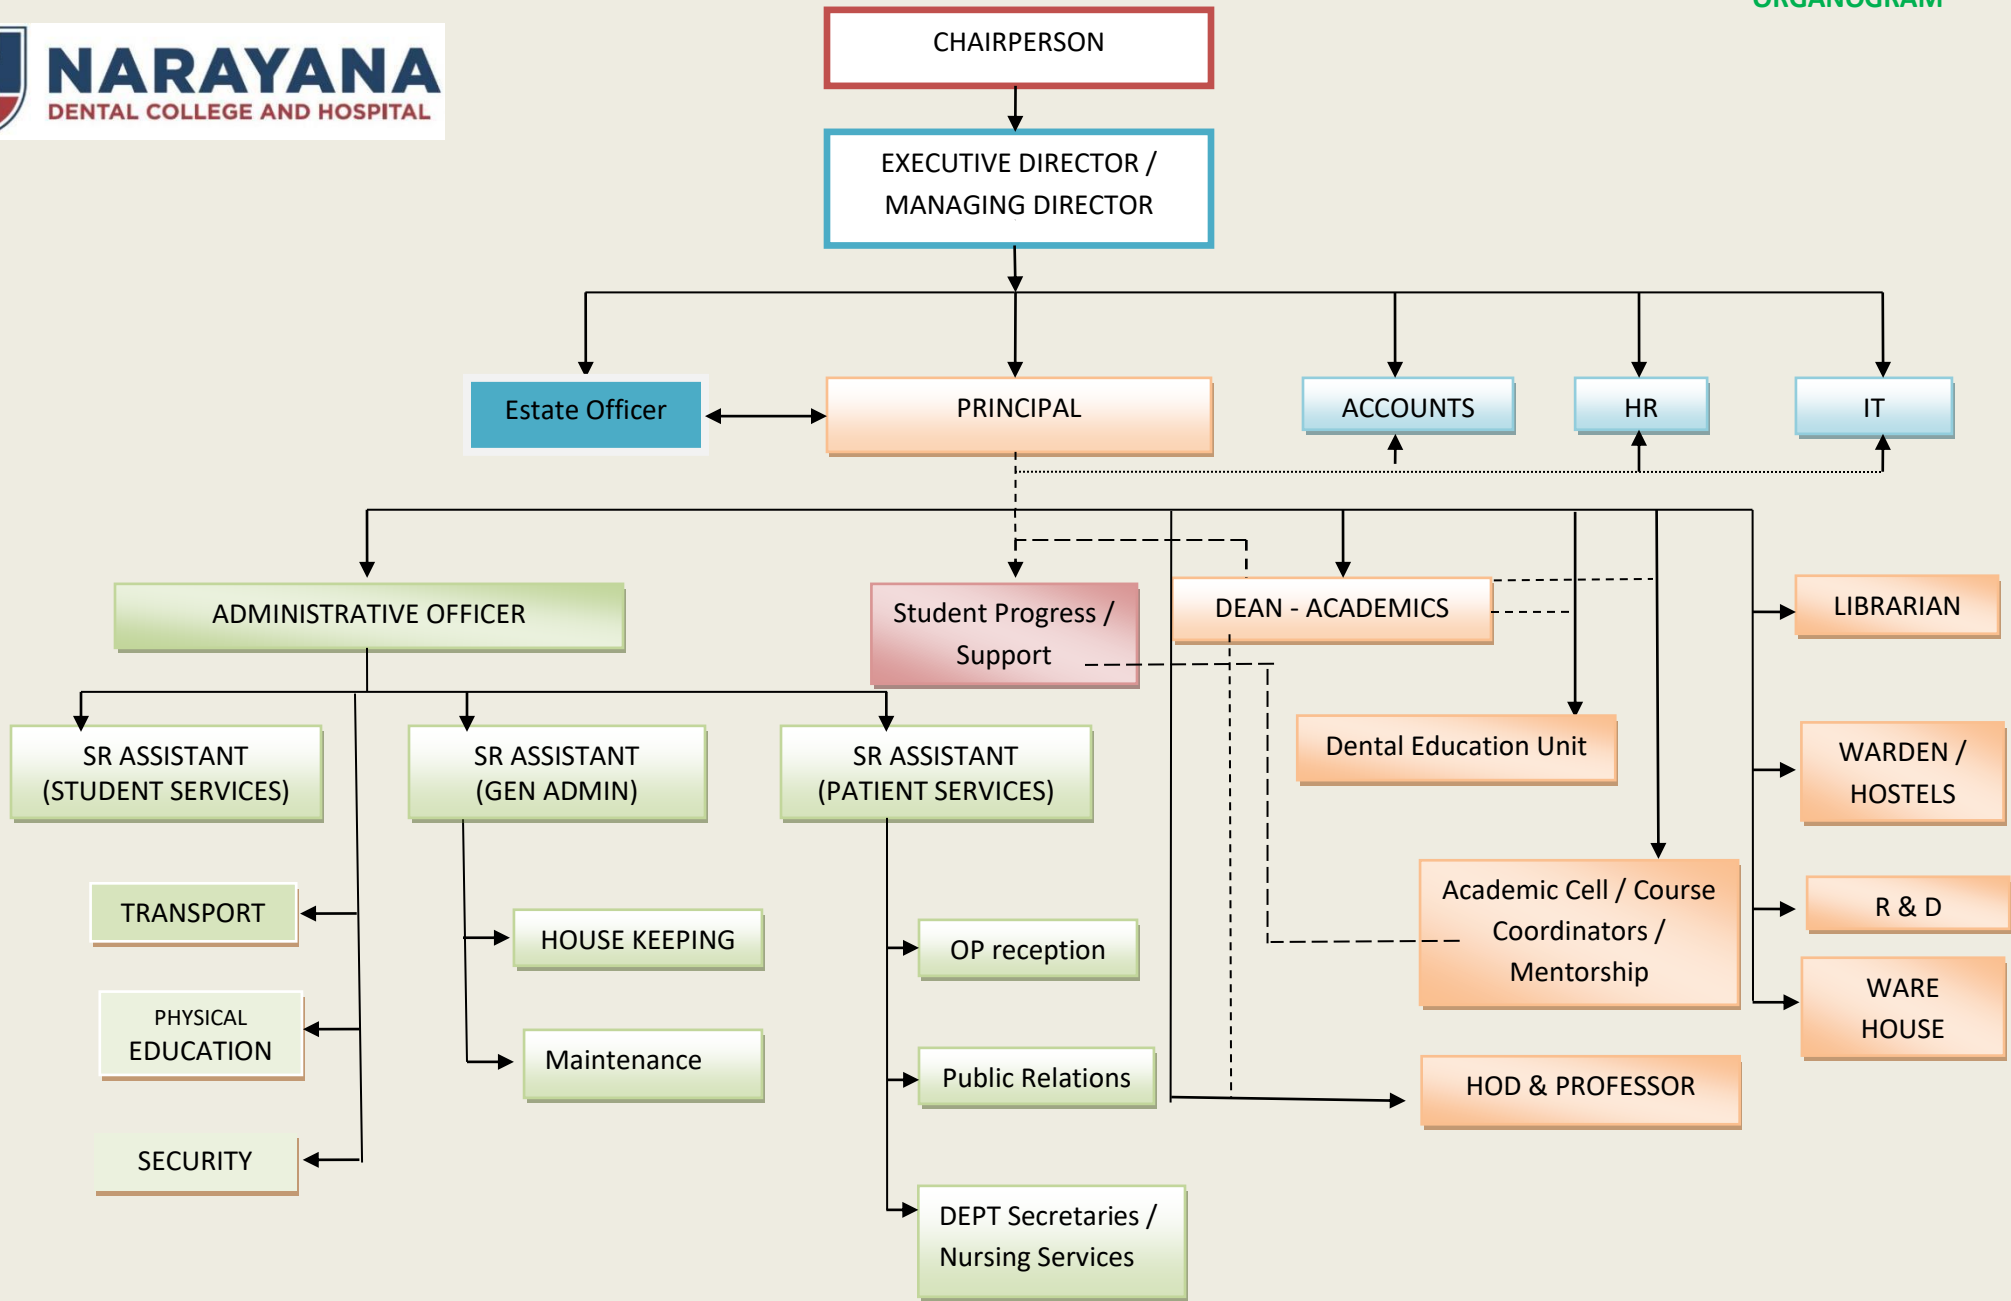 ORGANOGRAM
NARAYANA
DENTAL COLLEGE AND HOSPITAL
CHAIRPERSON
EXECUTIVE DIRECTOR /
MANAGING DIRECTOR
Estate Officer
PRINCIPAL
ACCOUNTS
HR
IT
ADMINISTRATIVE OFFICER
Student Progress /
Support
DEAN - ACADEMICS
LIBRARIAN
SR ASSISTANT
(STUDENT SERVICES)
SR ASSISTANT
(GEN ADMIN)
SR ASSISTANT
(PATIENT SERVICES)
Dental Education Unit
WARDEN /
HOSTELS
TRANSPORT
HOUSE KEEPING
OP reception
Academic Cell / Course
Coordinators /
Mentorship
R & D
PHYSICAL
EDUCATION
Maintenance
Public Relations
HOD & PROFESSOR
WARE
HOUSE
SECURITY
DEPT Secretaries /
Nursing Services